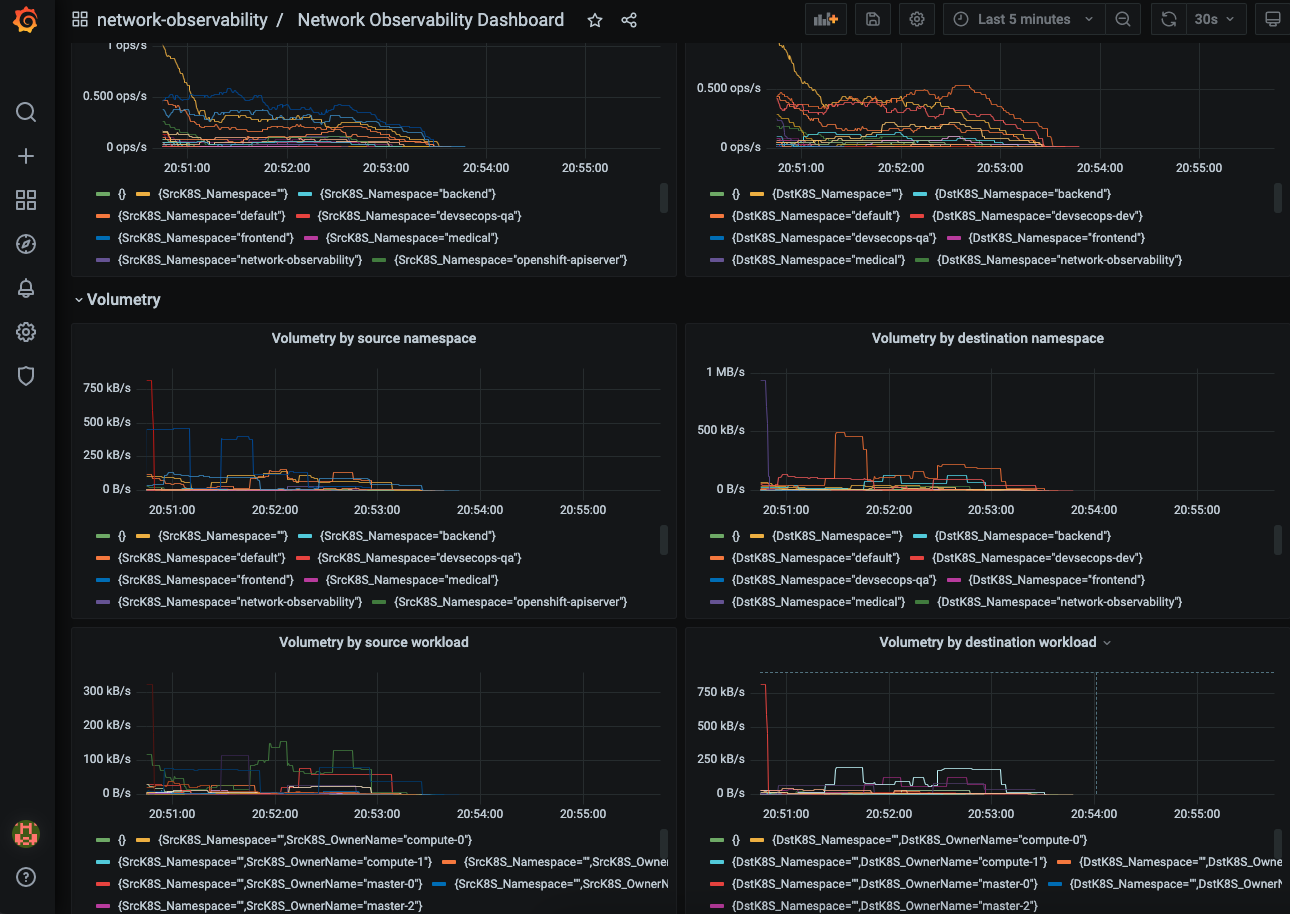 network-observability / Network Observability Dashboard
Last 5 minutes
30s
1 ops/s
0.500 ops/s
0 ops/s
20:51:00 20:52:00 20:53:00 20:54:00 20:55:00
{} {SrcK8S_Namespace=""} {SrcK8S_Namespace="backend"}
{SrcK8S_Namespace="default"} {SrcK8S_Namespace="devsecops-qa"}
{SrcK8S_Namespace="frontend"} {SrcK8S_Namespace="medical"}
{SrcK8S_Namespace="network-observability"} {SrcK8S_Namespace="openshift-apiserver"}
0.500 ops/s
0 ops/s
20:51:00 20:52:00 20:53:00 20:54:00 20:55:00
{} {DstK8S_Namespace=""} {DstK8S_Namespace="backend"}
{DstK8S_Namespace="default"} {DstK8S_Namespace="devsecops-dev"}
{DstK8S_Namespace="devsecops-qa"} {DstK8S_Namespace="frontend"}
{DstK8S_Namespace="medical"} {DstK8S_Namespace="network-observability"}
Volumetry
Volumetry by source namespace
750 kB/s
500 kB/s
250 kB/s
0 B/s
20:51:00 20:52:00 20:53:00 20:54:00 20:55:00
{} {SrcK8S_Namespace=""} {SrcK8S_Namespace="backend"}
{SrcK8S_Namespace="default"} {SrcK8S_Namespace="devsecops-qa"}
{SrcK8S_Namespace="frontend"} {SrcK8S_Namespace="medical"}
{SrcK8S_Namespace="network-observability"} {SrcK8S_Namespace="openshift-apiserver"}
Volumetry by destination namespace
1 MB/s
500 kB/s
0 B/s
20:51:00 20:52:00 20:53:00 20:54:00 20:55:00
{} {DstK8S_Namespace=""} {DstK8S_Namespace="backend"}
{DstK8S_Namespace="default"} {DstK8S_Namespace="devsecops-dev"}
{DstK8S_Namespace="devsecops-qa"} {DstK8S_Namespace="frontend"}
{DstK8S_Namespace="medical"} {DstK8S_Namespace="network-observability"}
Volumetry by source workload
300 kB/s
200 kB/s
100 kB/s
0 B/s
20:51:00 20:52:00 20:53:00 20:54:00 20:55:00
{} {SrcK8S_Namespace="",SrcK8S_OwnerName="compute-0"}
{SrcK8S_Namespace="",SrcK8S_OwnerName="compute-1"} {SrcK8S_Namespace="",SrcK8S_Owner
{SrcK8S_Namespace="",SrcK8S_OwnerName="master-0"} {SrcK8S_Namespace="",SrcK8S_OwnerN
{SrcK8S_Namespace="",SrcK8S_OwnerName="master-2"}
Volumetry by destination workload
750 kB/s
500 kB/s
250 kB/s
0 B/s
20:51:00 20:52:00 20:53:00 20:54:00 20:55:00
{} {DstK8S_Namespace="",DstK8S_OwnerName="compute-0"}
{DstK8S_Namespace="",DstK8S_OwnerName="compute-1"} {DstK8S_Namespace="",DstK8S_Owne
{DstK8S_Namespace="",DstK8S_OwnerName="master-0"} {DstK8S_Namespace="",DstK8S_OwnerN
{DstK8S_Namespace="",DstK8S_OwnerName="master-2"}